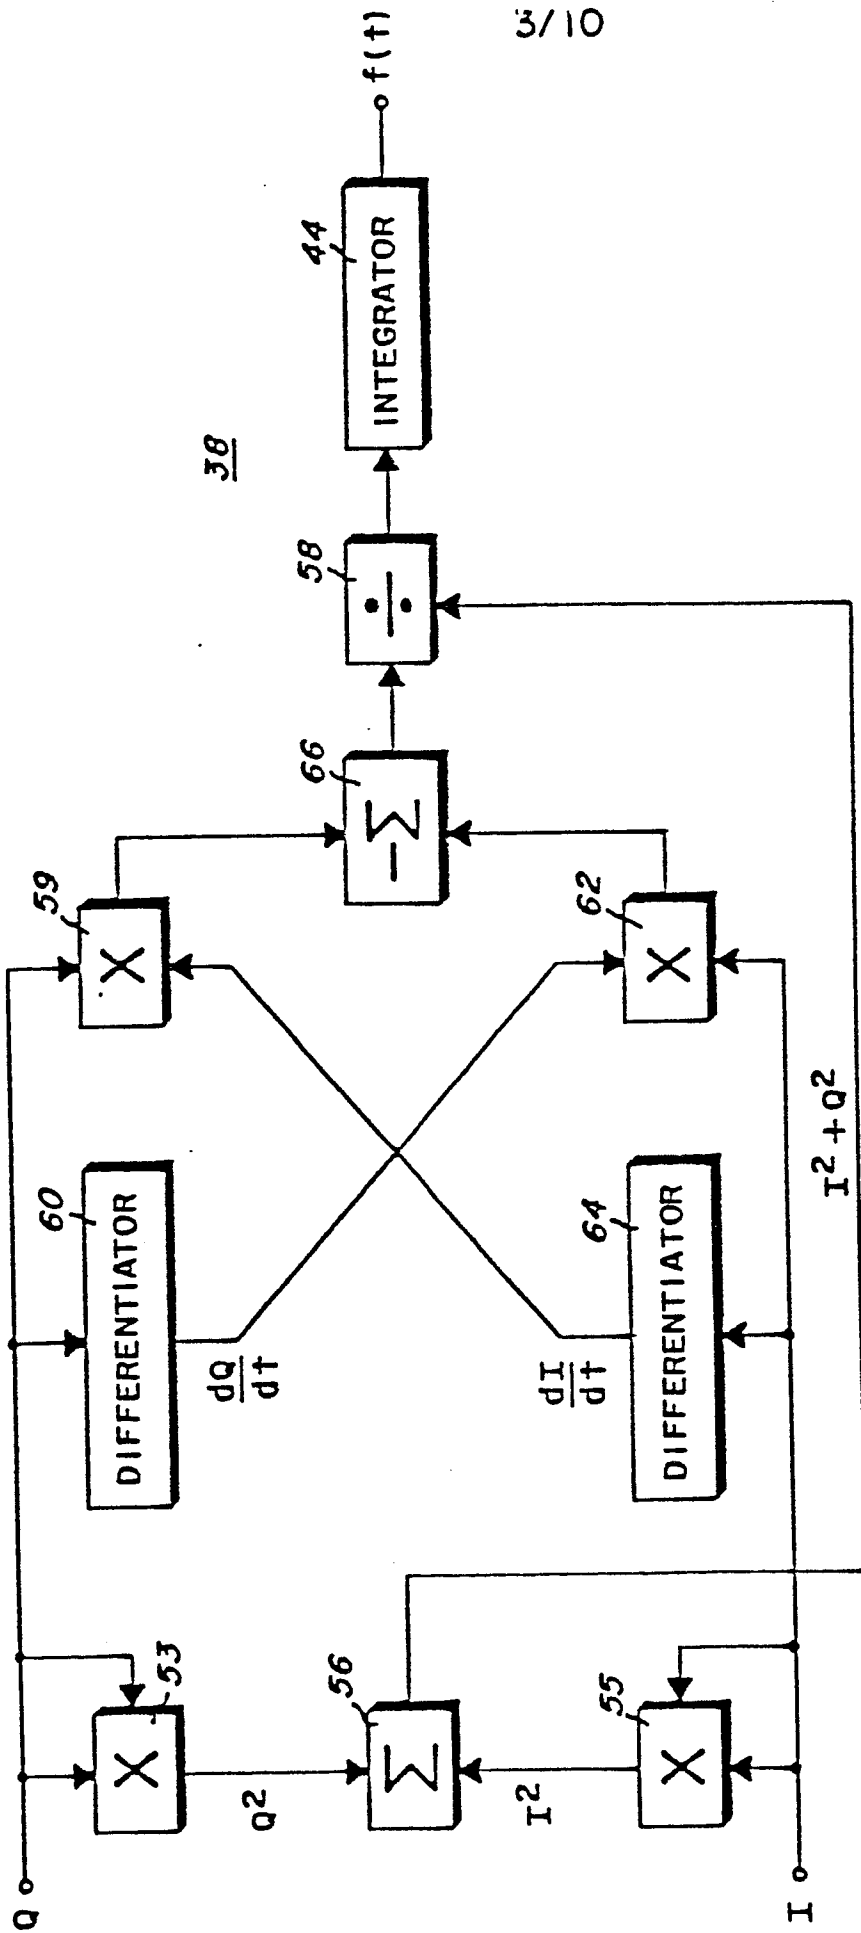 3/10
38
Q
I
53
X
Q²
56
Σ
I²
55
X
60
DIFFERENTIATOR
dQ
dt
dI
dt
64
DIFFERENTIATOR
I² + Q²
59
X
62
X
66
−Σ
58
÷
44
INTEGRATOR
f(t)